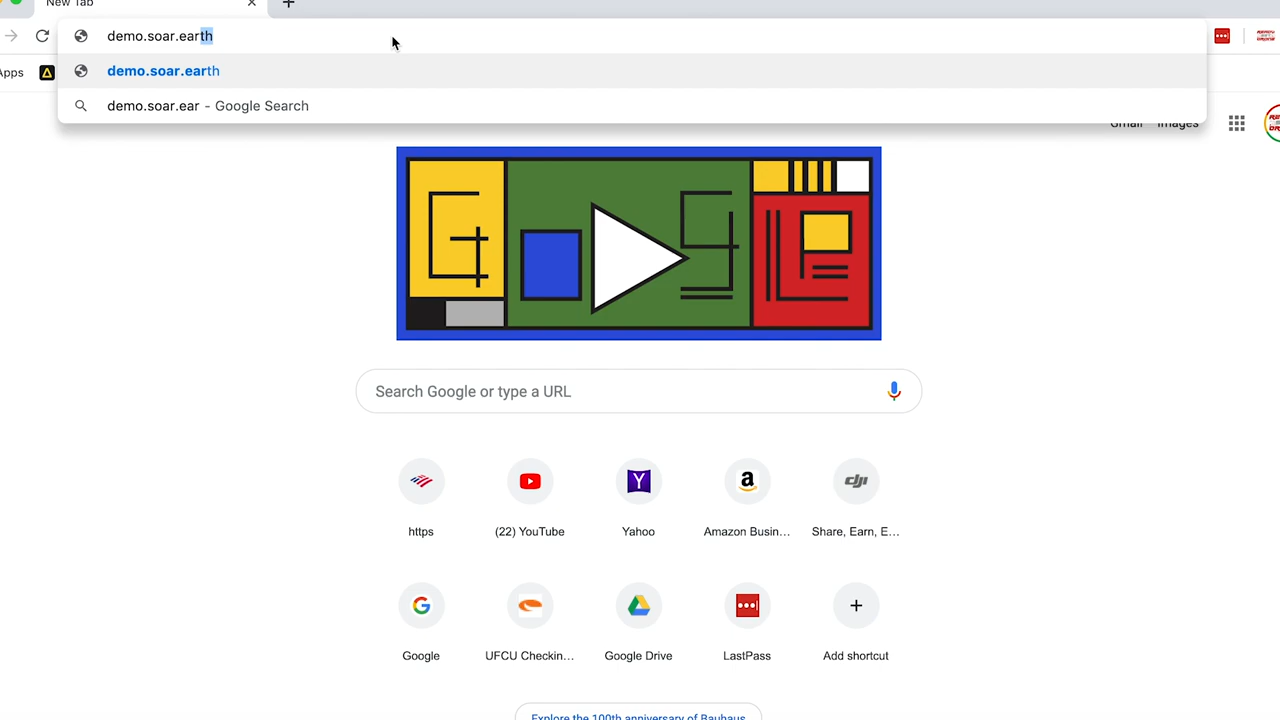 New Tab
demo.soar.earth
Apps
demo.soar.earth
demo.soar.ear - Google Search
Gmail Images
Search Google or type a URL
https
(22) YouTube
Yahoo
Amazon Busin...
Share, Earn, E...
Google
UFCU Checkin...
Google Drive
LastPass
Add shortcut
Explore the 100th anniversary of Bauhaus